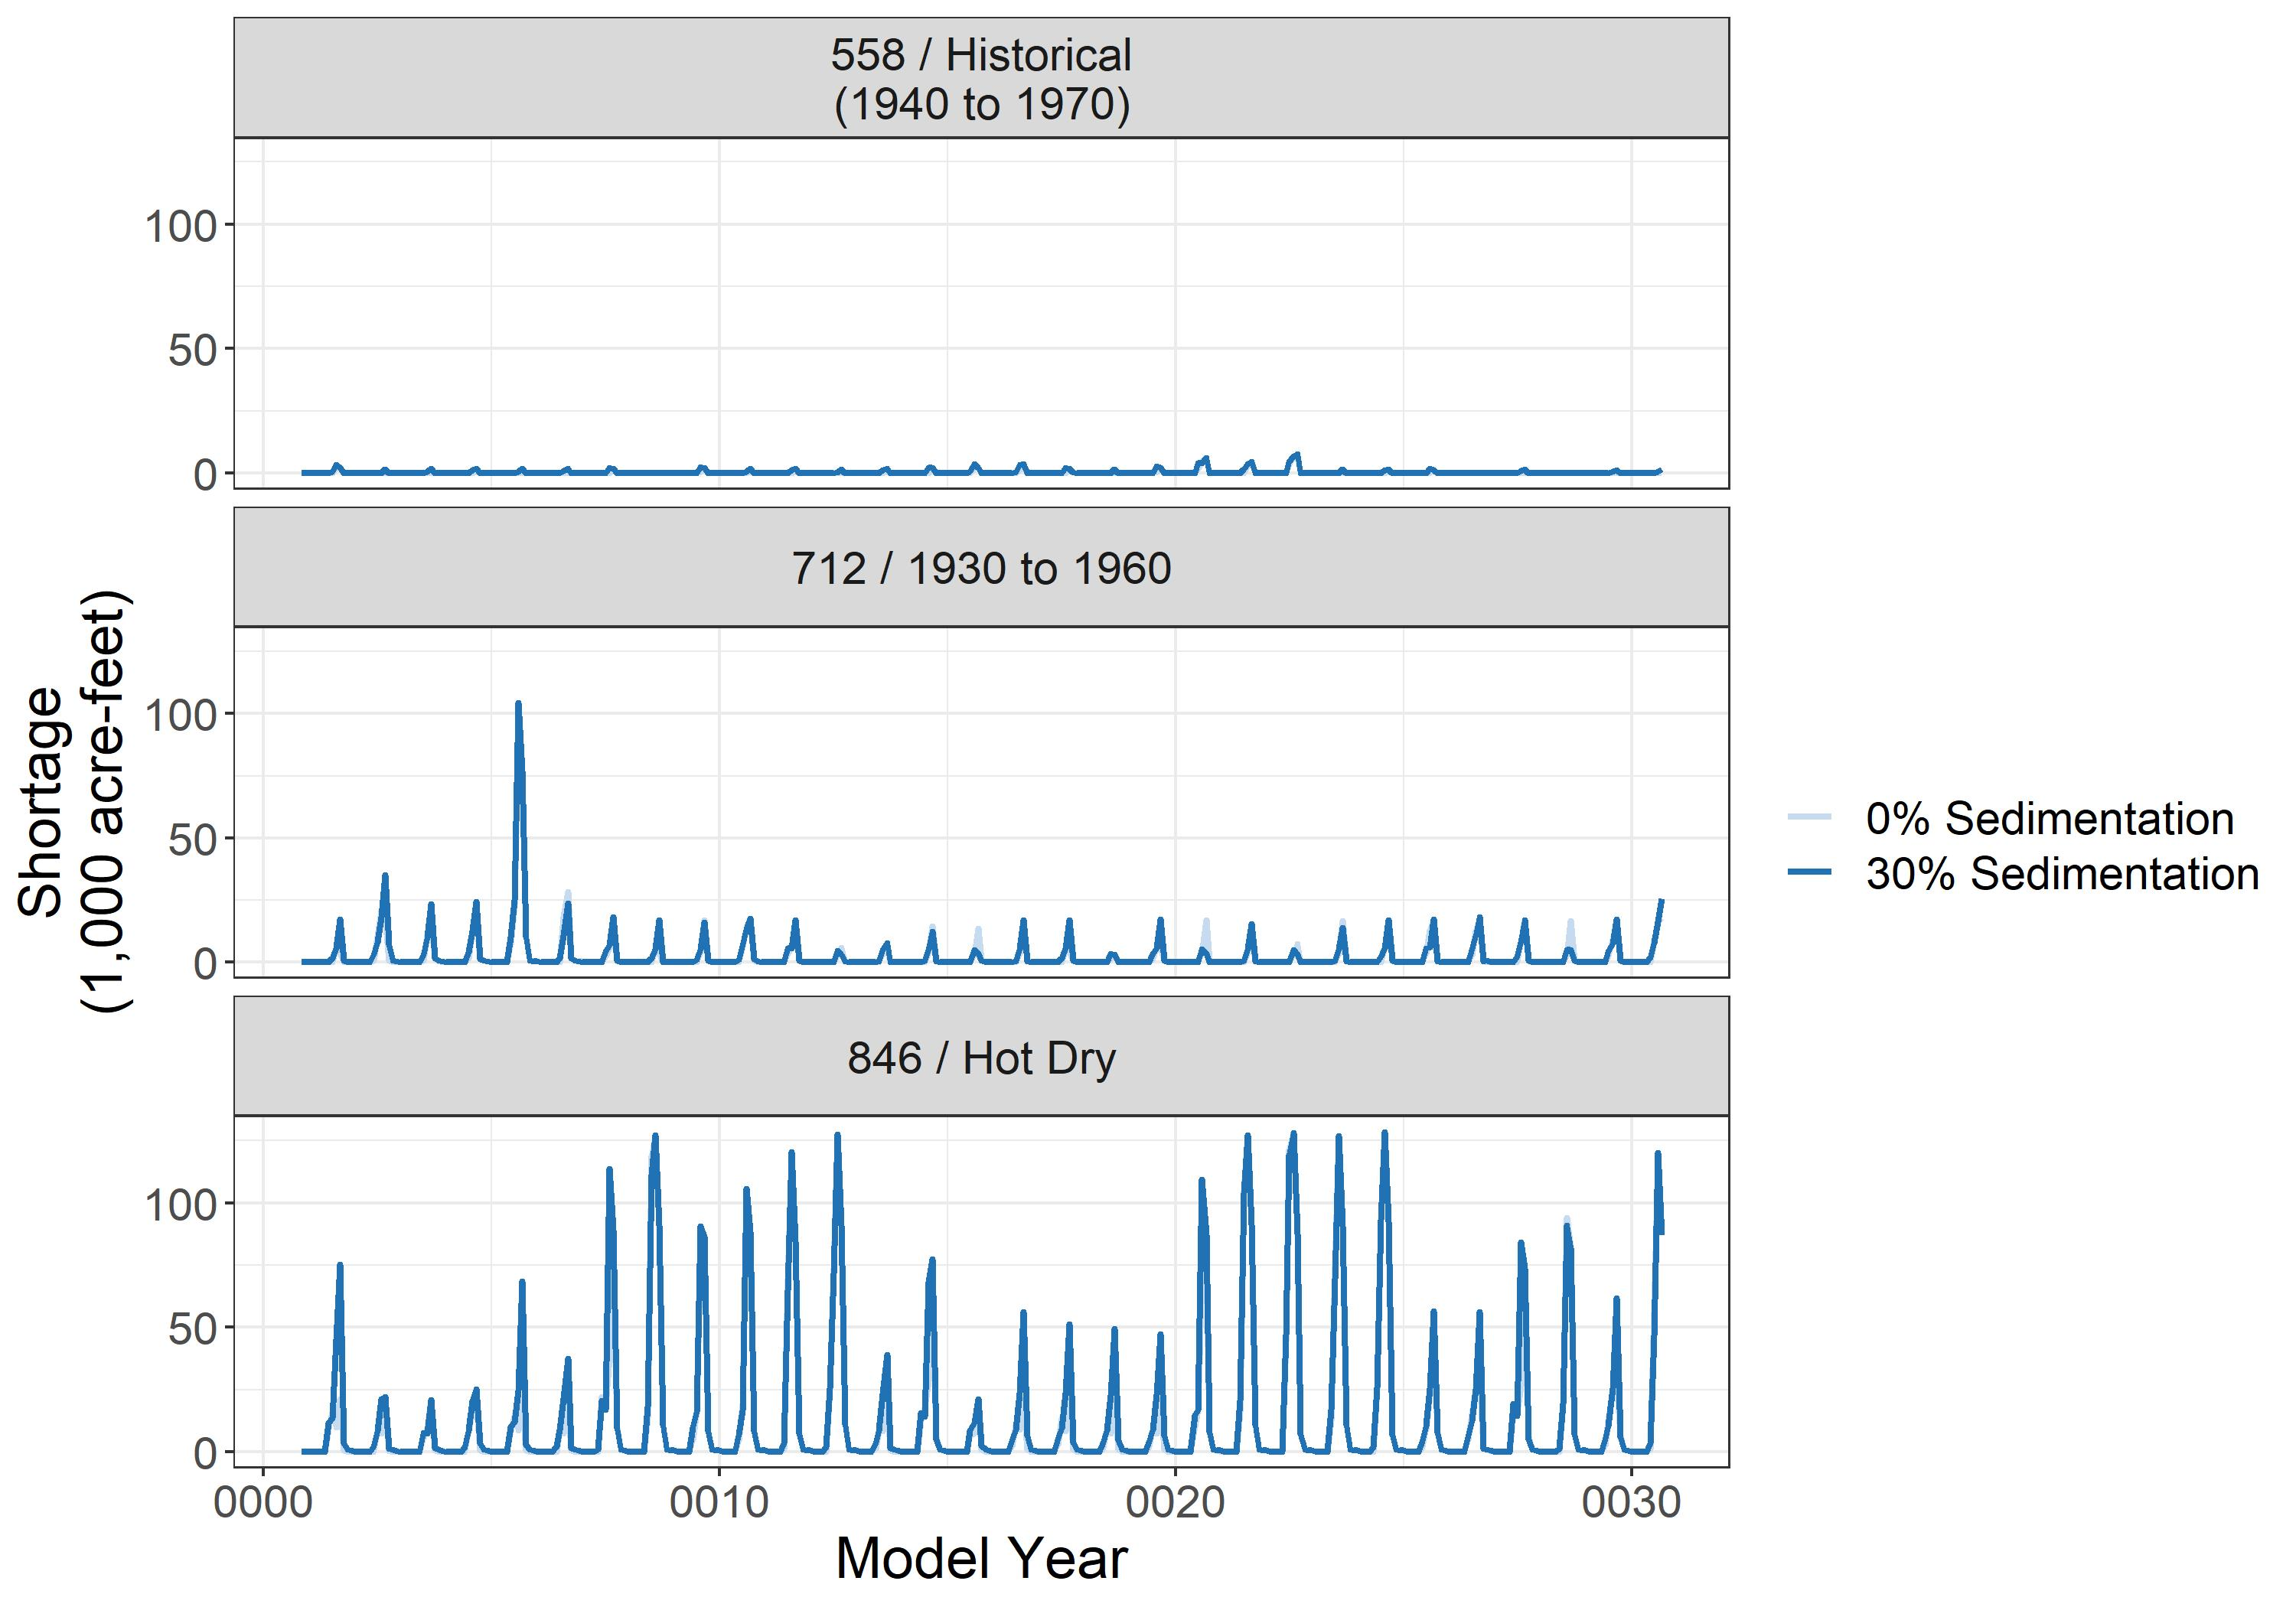 558 / Historical
(1940 to 1970)
100
50
0
712 / 1930 to 1960
100
50
0
846 / Hot Dry
100
50
0
0000 0010 0020 0030
Model Year
Shortage
(1,000 acre-feet)
0% Sedimentation
30% Sedimentation